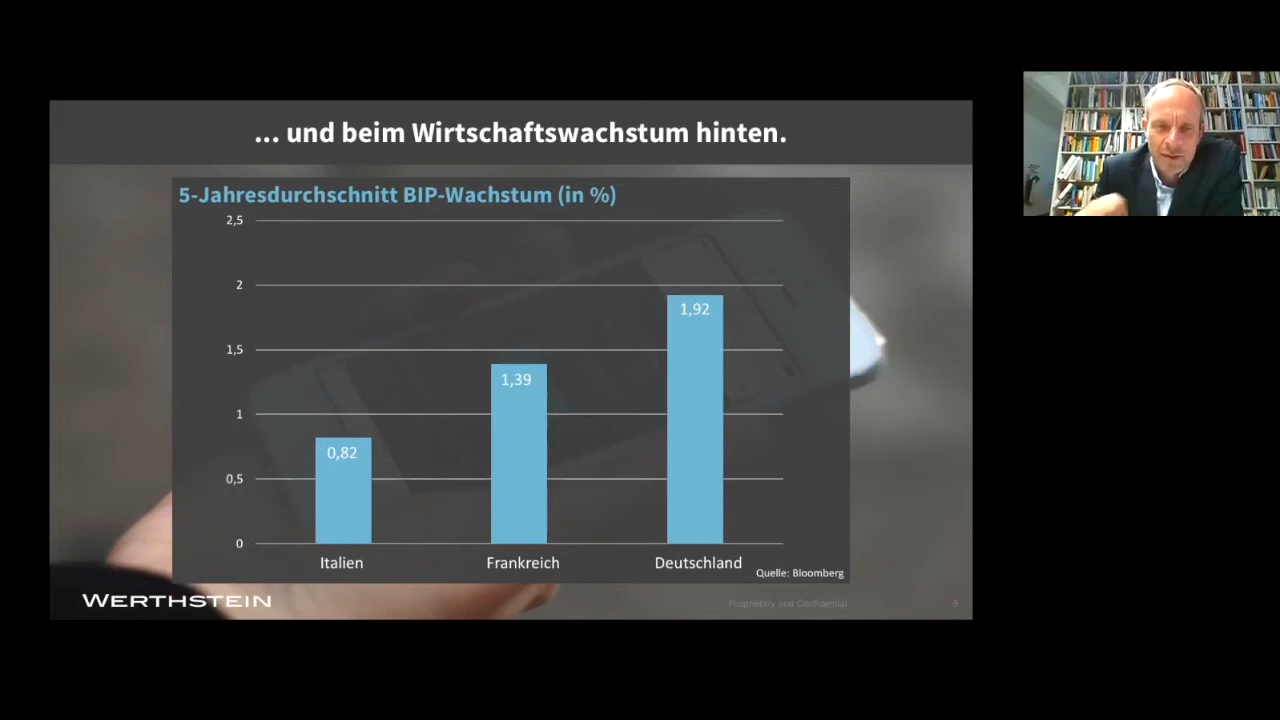 ... und beim Wirtschaftswachstum hinten.
5-Jahresdurchschnitt BIP-Wachstum (in %)
2,5
2
1,5
1
0,5
0
0,82
1,39
1,92
Italien
Frankreich
Deutschland
Quelle: Bloomberg
WERTHSTEIN
Proprietary and Confidential
5